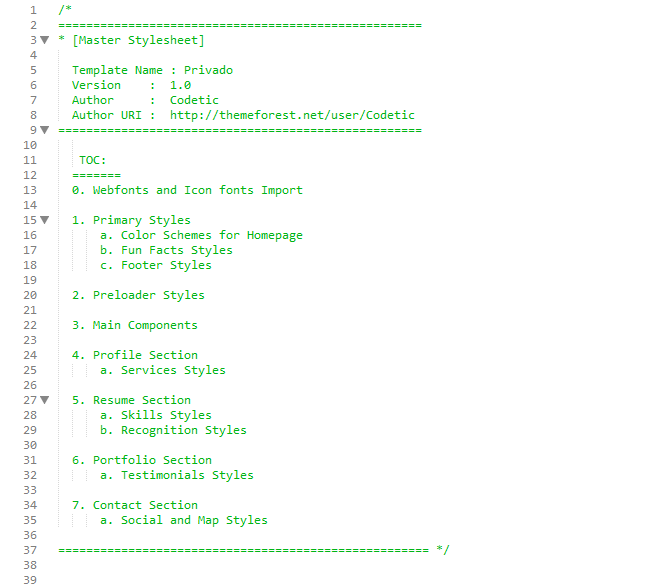 1 /*
2 ====================================================
3 * [Master Stylesheet]
4
5 Template Name : Privado
6 Version    :  1.0
7 Author      :  Codetic
8 Author URI :  http://themeforest.net/user/Codetic
9 ====================================================
10
11 TOC:
12 =======
13 0. Webfonts and Icon fonts Import
14
15 1. Primary Styles
16 a. Color Schemes for Homepage
17 b. Fun Facts Styles
18 c. Footer Styles
19
20 2. Preloader Styles
21
22 3. Main Components
23
24 4. Profile Section
25 a. Services Styles
26
27 5. Resume Section
28 a. Skills Styles
29 b. Recognition Styles
30
31 6. Portfolio Section
32 a. Testimonials Styles
33
34 7. Contact Section
35 a. Social and Map Styles
36
37 ===================================================== */
38
39